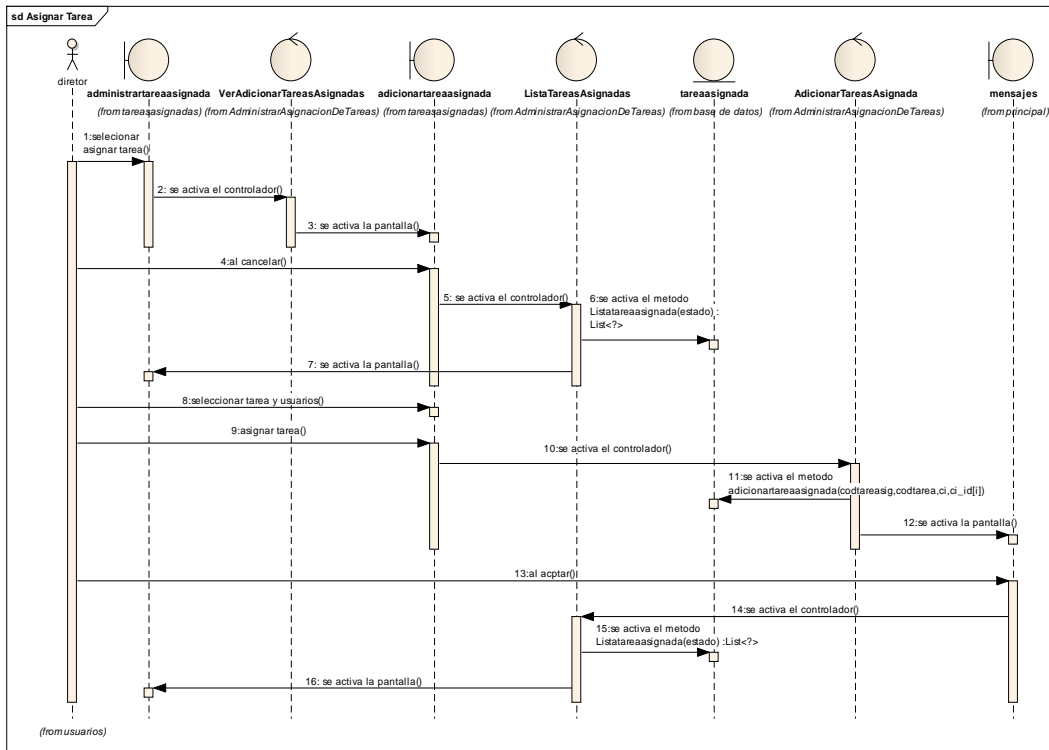 sd Asignar Tarea
diretor
administrartareaasignada
VerAdicionarTareasAsignadas
adicionartareaasignada
ListaTareasAsignadas
tareaasignada
AdicionarTareasAsignada
mensajes
(from tareasasignadas)
(from AdministrarAsignacionDeTareas)
(from tareasasignadas)
(from AdministrarAsignacionDeTareas)
(from base de datos)
(from AdministrarAsignacionDeTareas)
(from principal)
1:selecionar
asignar tarea()
2: se activa el controlador()
3: se activa la pantalla()
4:al cancelar()
5: se activa el controlador()
6:se activa el metodo
Listatareaasignada(estado) :
List<?>
7: se activa la pantalla()
8:seleccionar tarea y usuarios()
9:asignar tarea()
10:se activa el controlador()
11:se activa el metodo
adicionartareaasignada(codtareasig,codtarea,ci,ci_id[i])
12:se activa la pantalla()
13:al acptar()
14:se activa el controlador()
15:se activa el metodo
Listatareaasignada(estado) :List<?>
16: se activa la pantalla()
(from usuarios)